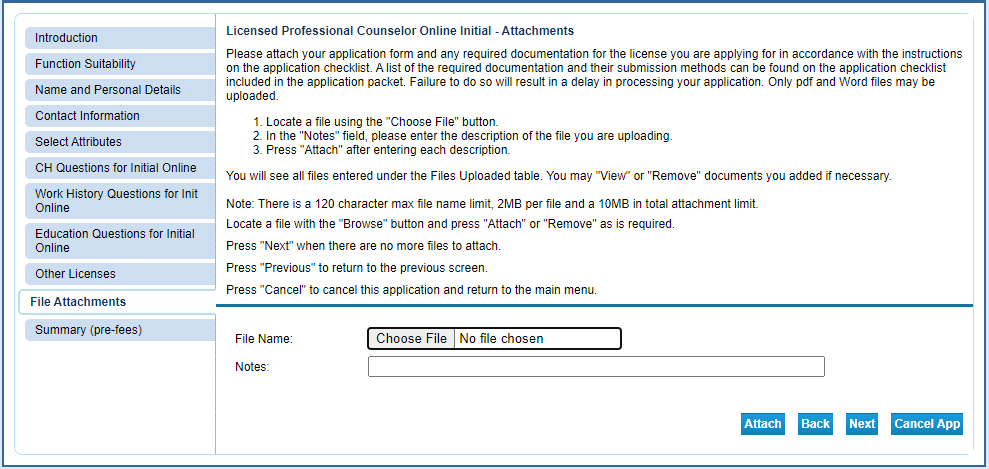 Introduction
Function Suitability
Name and Personal Details
Contact Information
Select Attributes
CH Questions for Initial Online
Work History Questions for Init
Online
Education Questions for Initial
Online
Other Licenses
File Attachments
Summary (pre-fees)
Licensed Professional Counselor Online Initial - Attachments
Please attach your application form and any required documentation for the license you are applying for in accordance with the instructions
on the application checklist. A list of the required documentation and their submission methods can be found on the application checklist
included in the application packet. Failure to do so will result in a delay in processing your application. Only pdf and Word files may be
uploaded.
1. Locate a file using the "Choose File" button.
2. In the "Notes" field, please enter the description of the file you are uploading.
3. Press "Attach" after entering each description.
You will see all files entered under the Files Uploaded table. You may "View" or "Remove" documents you added if necessary.
Note: There is a 120 character max file name limit, 2MB per file and a 10MB in total attachment limit.
Locate a file with the "Browse" button and press "Attach" or "Remove" as is required.
Press "Next" when there are no more files to attach.
Press "Previous" to return to the previous screen.
Press "Cancel" to cancel this application and return to the main menu.
File Name: Choose File No file chosen
Notes:
Attach Back Next Cancel App